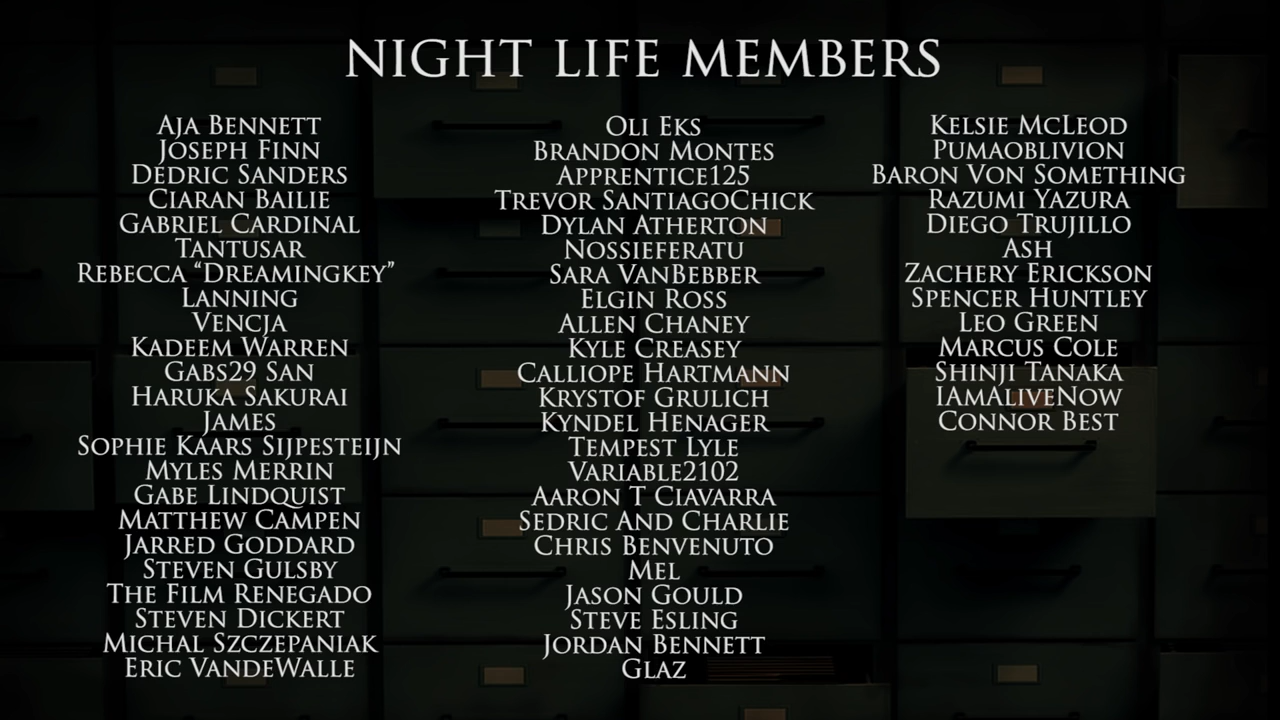 NIGHT LIFE MEMBERS
AJA BENNETT
JOSEPH FINN
DEDRIC SANDERS
CIARAN BAILIE
GABRIEL CARDINAL
TANTUSAR
REBECCA “DREAMINGKEY”
LANNING
VENCJA
KADEEM WARREN
GABS29 SAN
HARUKA SAKURAI
JAMES
SOPHIE KAARS SIJPESTEIJN
MYLES MERRIN
GABE LINDQUIST
MATTHEW CAMPEN
JARRED GODDARD
STEVEN GULSBY
THE FILM RENEGADO
STEVEN DICKERT
MICHAL SZCZEPANIAK
ERIC VANDEWALLE
OLI EKS
BRANDON MONTES
APPRENTICE125
TREVOR SANTIAGOCHICK
DYLAN ATHERTON
NOSSIEFERATU
SARA VANBEBBER
ELGIN ROSS
ALLEN CHANEY
KYLE CREASEY
CALLIOPE HARTMANN
KRYSTOF GRULICH
KYNDEL HENAGER
TEMPEST LYLE
VARIABLE2102
AARON T CIAVARRA
SEDRIC AND CHARLIE
CHRIS BENVENUTO
MEL
JASON GOULD
STEVE ESLING
JORDAN BENNETT
GLAZ
KELSIE MCLEOD
PUMAOBLIVION
BARON VON SOMETHING
RAZUMI YAZURA
DIEGO TRUJILLO
ASH
ZACHERY ERICKSON
SPENCER HUNTLEY
LEO GREEN
MARCUS COLE
SHINJI TANAKA
IAMALIVENOW
CONNOR BEST